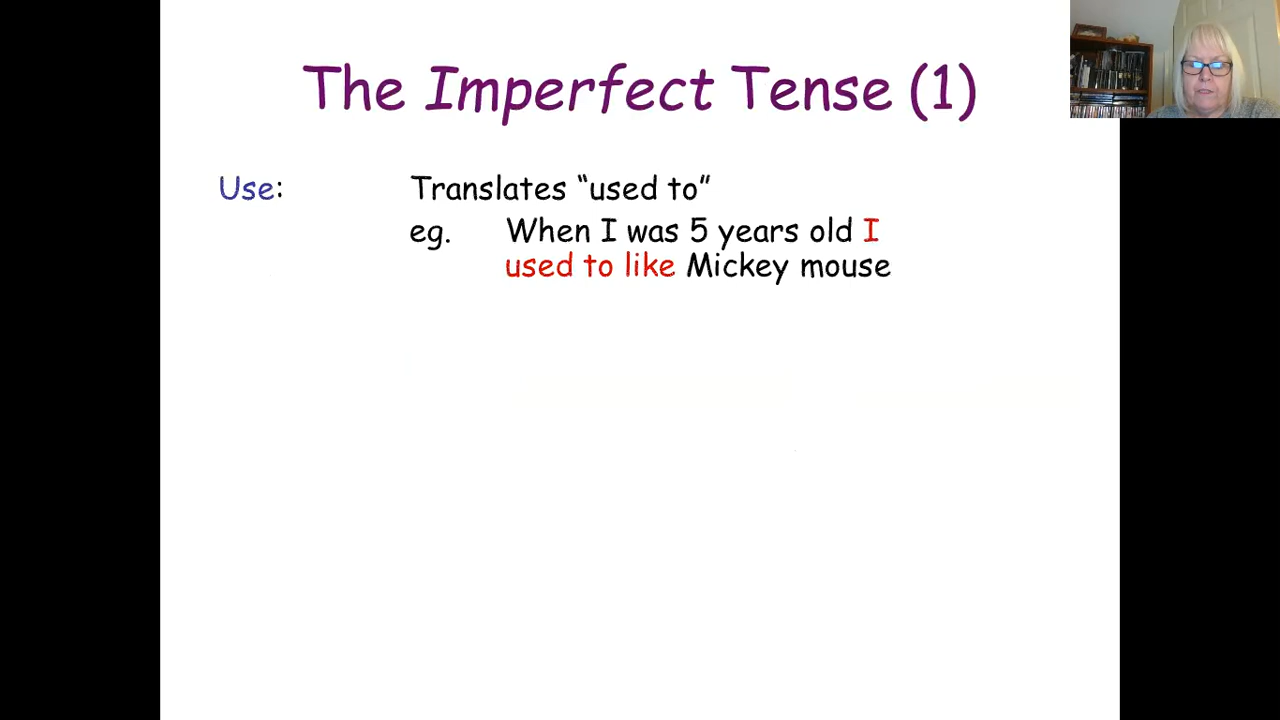 The Imperfect Tense (1)
Use: Translates “used to”
eg. When I was 5 years old I
used to like Mickey mouse